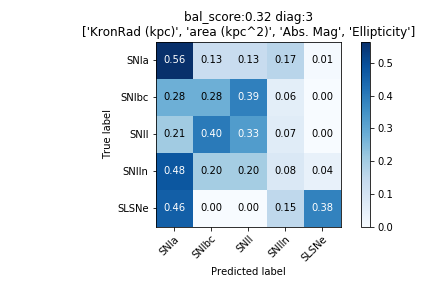 bal_score:0.32 diag:3
['KronRad (kpc)', 'area (kpc^2)', 'Abs. Mag', 'Ellipticity']
SNIa 0.56 0.13 0.13 0.17 0.01
SNIbc 0.28 0.28 0.39 0.06 0.00
SNII 0.21 0.40 0.33 0.07 0.00
SNIIn 0.48 0.20 0.20 0.08 0.04
SLSNe 0.46 0.00 0.00 0.15 0.38
True label
SNIa SNIbc SNII SNIIn SLSNe
Predicted label
0.5
0.4
0.3
0.2
0.1
0.0